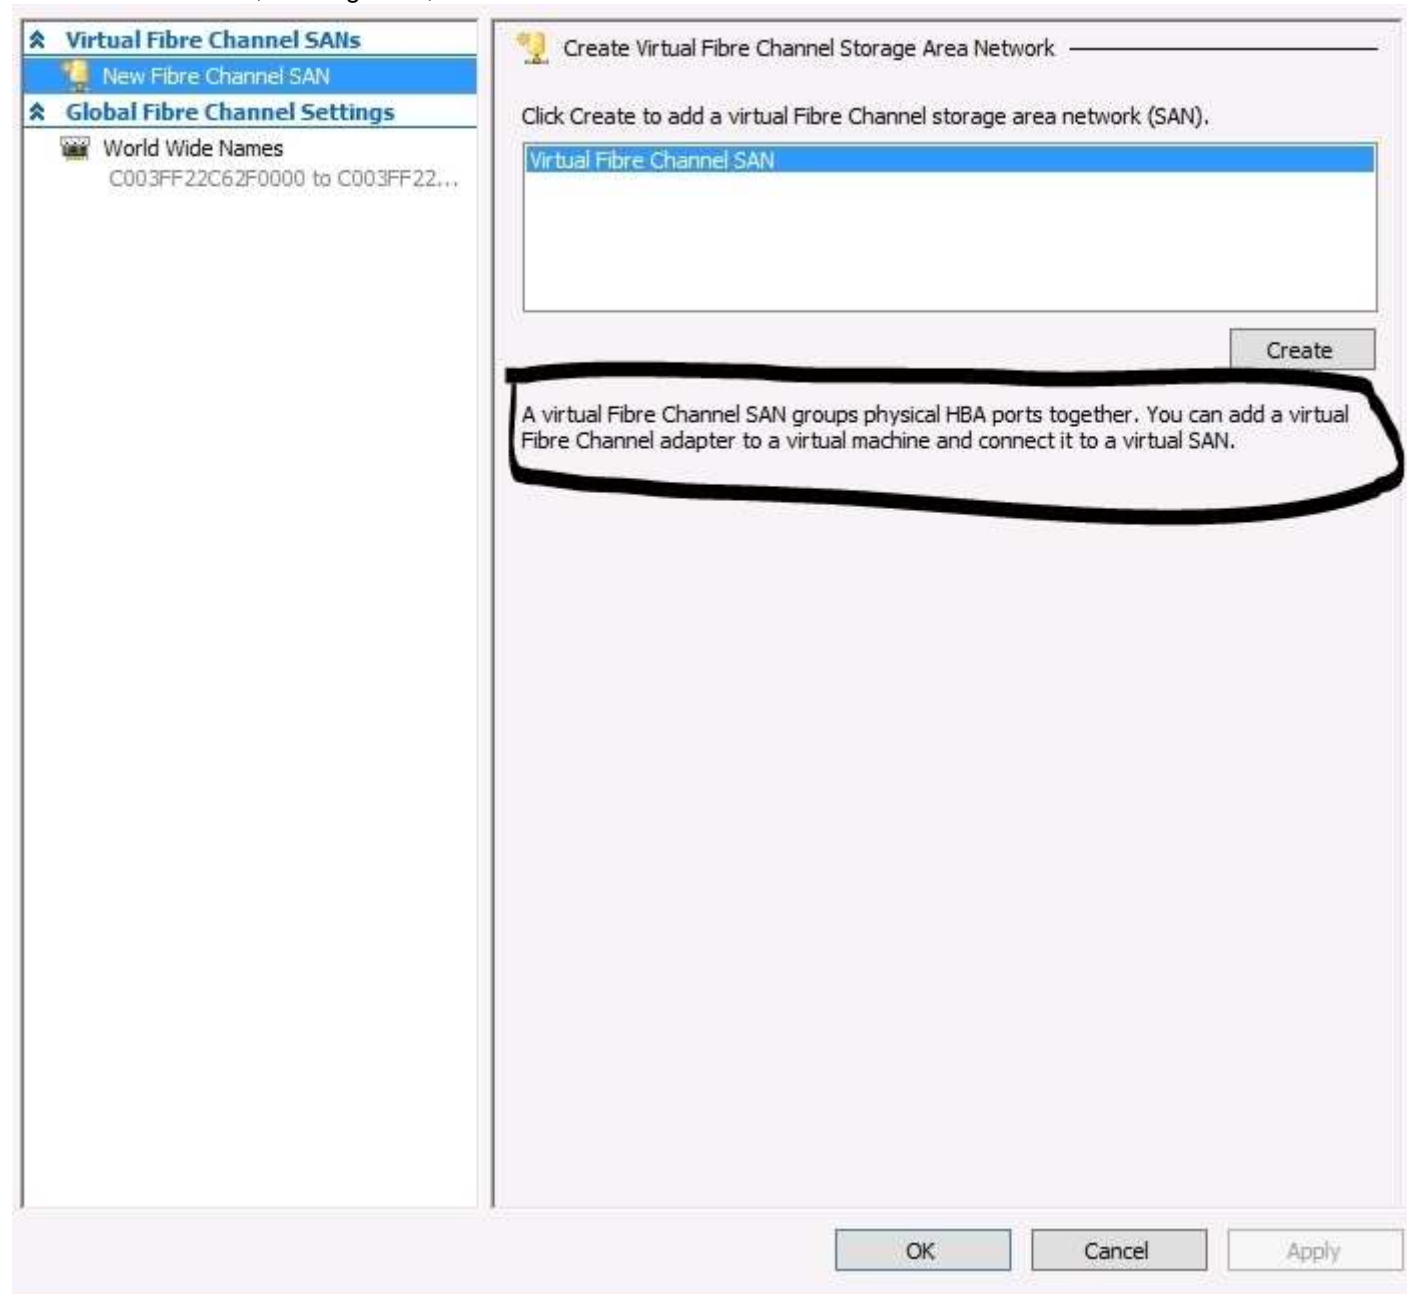 Virtual Fibre Channel SANs
New Fibre Channel SAN
Global Fibre Channel Settings
World Wide Names
C003FF22C62F0000 to C003FF22...
Create Virtual Fibre Channel Storage Area Network
Click Create to add a virtual Fibre Channel storage area network (SAN).
Virtual Fibre Channel SAN
Create
A virtual Fibre Channel SAN groups physical HBA ports together. You can add a virtual
Fibre Channel adapter to a virtual machine and connect it to a virtual SAN.
OK
Cancel
Apply